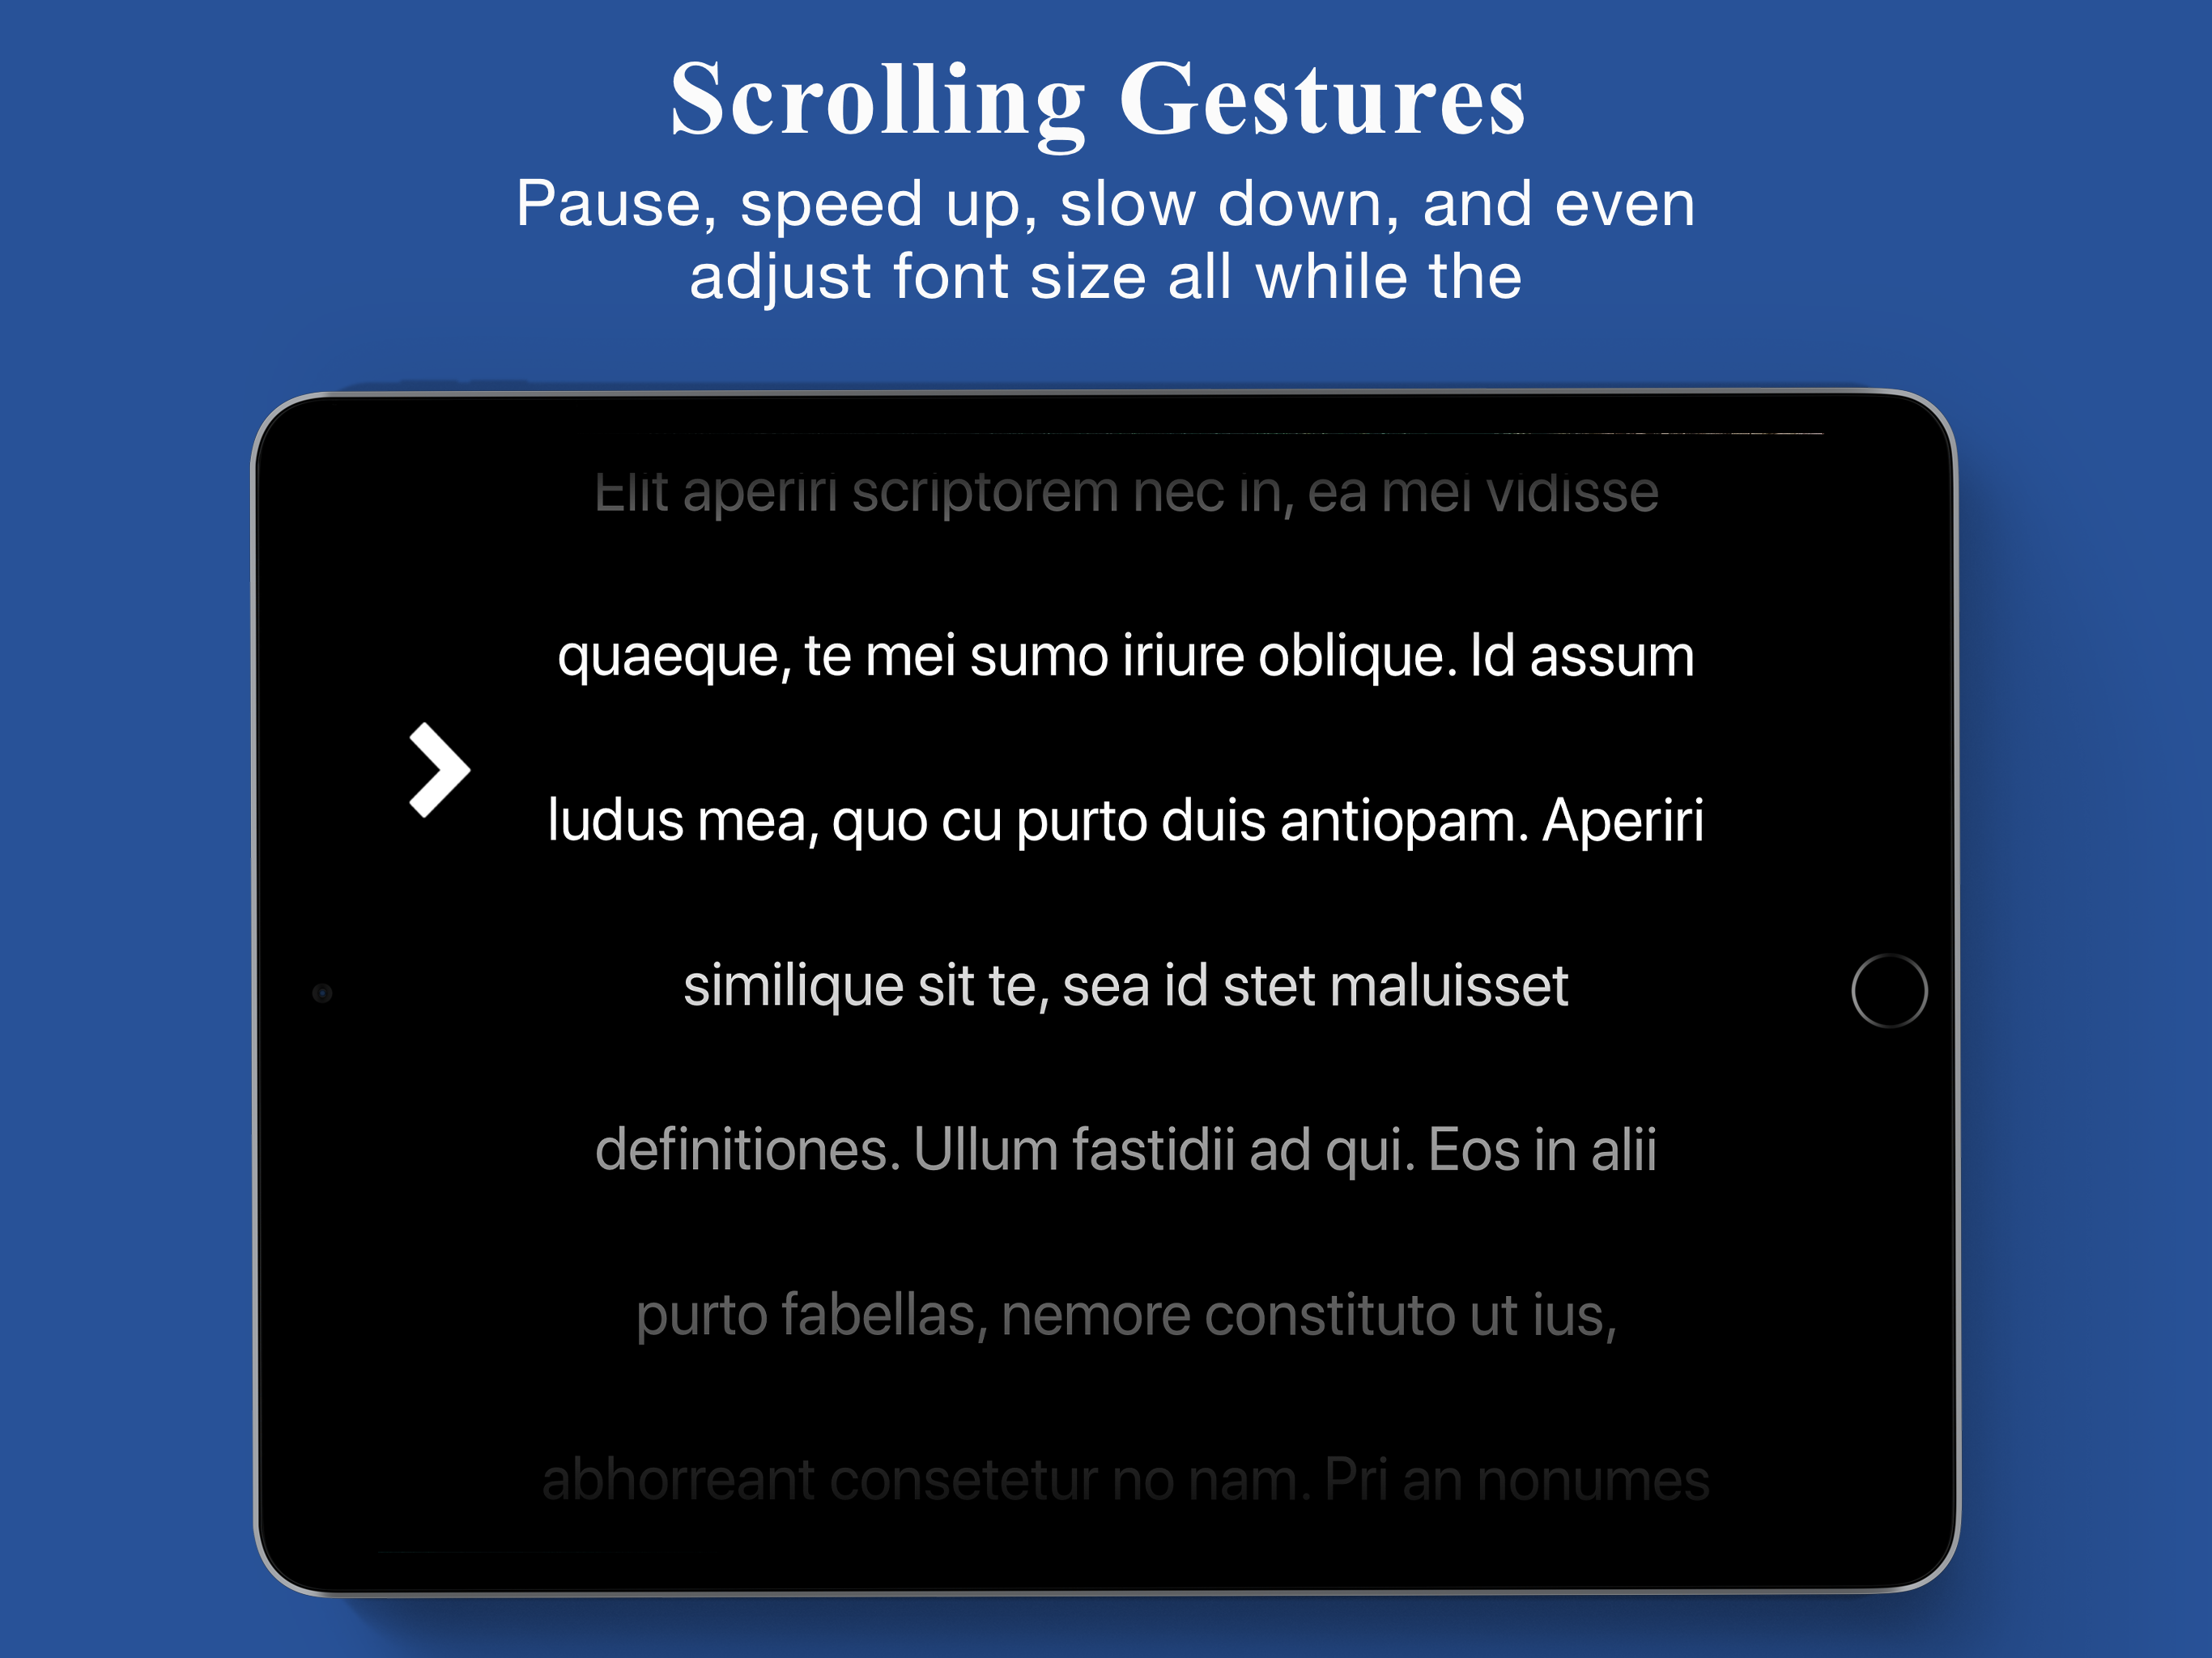 Scrolling Gestures
Pause, speed up, slow down, and even
adjust font size all while the
Elit aperiri scriptorem nec in, ea mei vidisse
quaeque, te mei sumo iriure oblique. Id assum
ludus mea, quo cu purto duis antiopam. Aperiri
similique sit te, sea id stet maluisset
definitiones. Ullum fastidii ad qui. Eos in alii
purto fabellas, nemore constituto ut ius,
abhorreant consetetur no nam. Pri an nonumes